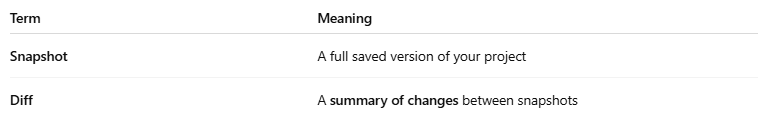 Term Meaning
Snapshot A full saved version of your project
Diff A summary of changes between snapshots